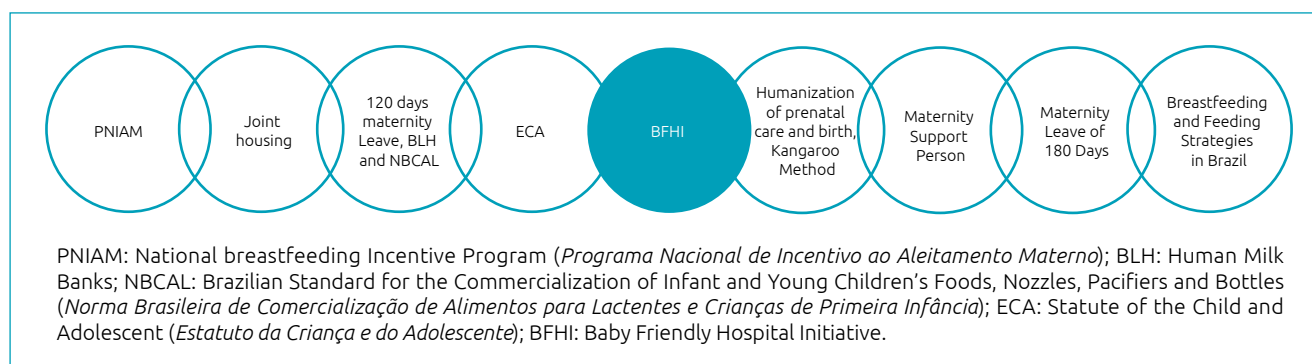 PNIAM
Joint
housing
120 days
maternity
Leave, BLH
and NBCAL
ECA
BFHI
Humanization
of prenatal
care and birth,
Kangaroo
Method
Maternity
Support
Person
Maternity
Leave of
180 Days
Breastfeeding
and Feeding
Strategies
in Brazil
PNIAM: National breastfeeding Incentive Program (Programa Nacional de Incentivo ao Aleitamento Materno); BLH: Human Milk
Banks; NBCAL: Brazilian Standard for the Commercialization of Infant and Young Children’s Foods, Nozzles, Pacifiers and Bottles
(Norma Brasileira de Comercialização de Alimentos para Lactentes e Crianças de Primeira Infância); ECA: Statute of the Child and
Adolescent (Estatuto da Criança e do Adolescente); BFHI: Baby Friendly Hospital Initiative.